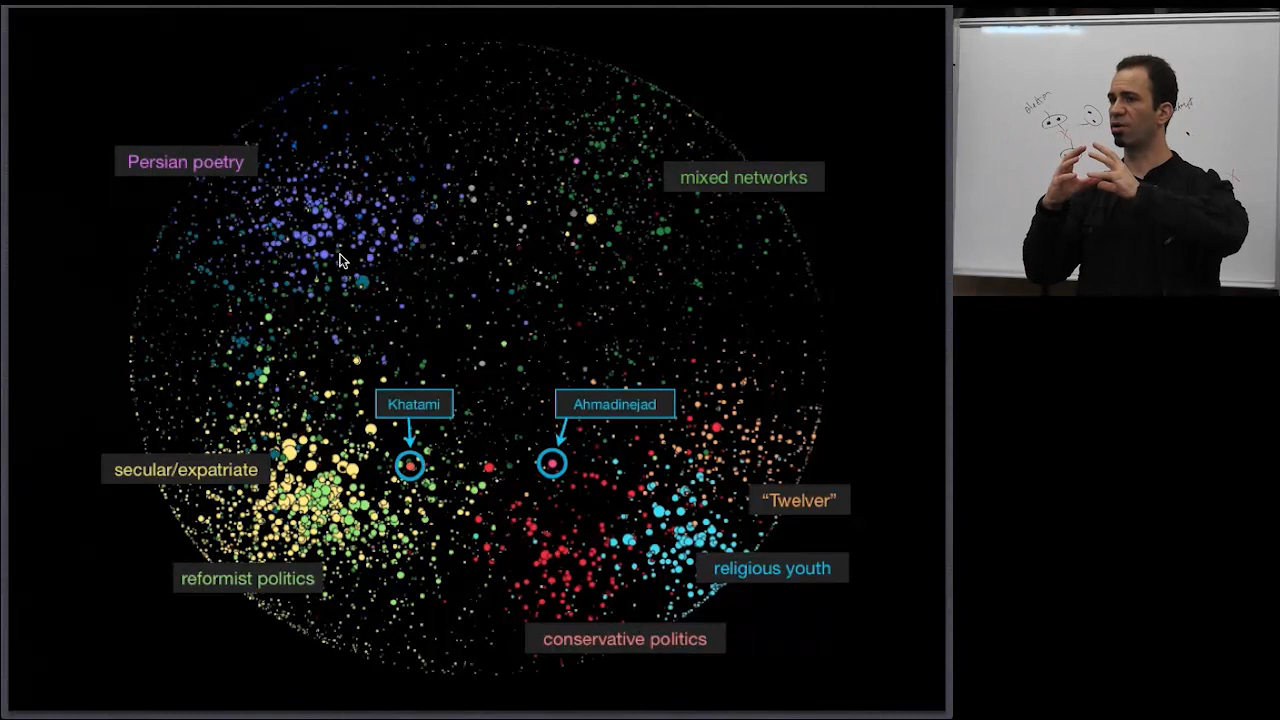 Persian poetry
mixed networks
Khatami
Ahmadinejad
secular/expatriate
“Twelver”
religious youth
reformist politics
conservative politics